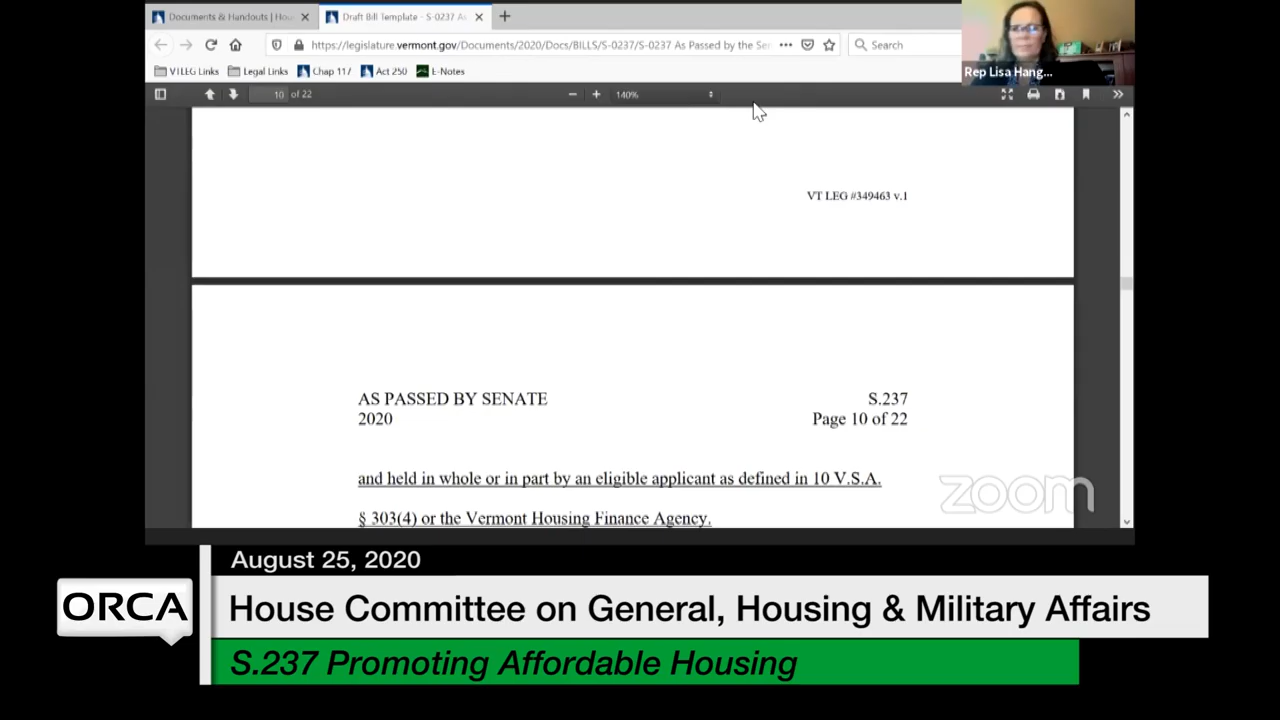 Documents & Handouts | Hou
Draft Bill Template - S-0237 As
https://legislature.vermont.gov/Documents/2020/Docs/BILLS/S-0237/S-0237 As Passed by the Sen
Search
VTLEG Links
Legal Links
Chap 117
Act 250
E-Notes
Rep Lisa Hang...
10 of 22
140%
VT LEG #349463 v.1
AS PASSED BY SENATE S.237
2020 Page 10 of 22
and held in whole or in part by an eligible applicant as defined in 10 V.S.A.
§ 303(4) or the Vermont Housing Finance Agency.
zoom
August 25, 2020
ORCA
House Committee on General, Housing & Military Affairs
S.237 Promoting Affordable Housing